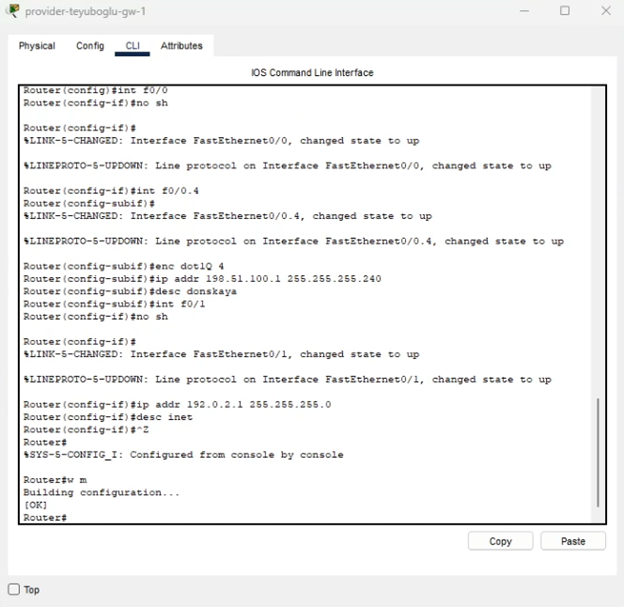 provider-teyuboglu-gw-1
Physical Config CLI Attributes
IOS Command Line Interface
Router(config)#int f0/0
Router(config-if)#no sh
Router(config-if)#
%LINK-5-CHANGED: Interface FastEthernet0/0, changed state to up
%LINEPROTO-5-UPDOWN: Line protocol on Interface FastEthernet0/0, changed state to up
Router(config-if)#int f0/0.4
Router(config-subif)#
%LINK-5-CHANGED: Interface FastEthernet0/0.4, changed state to up
%LINEPROTO-5-UPDOWN: Line protocol on Interface FastEthernet0/0.4, changed state to up
Router(config-subif)#enc dot1Q 4
Router(config-subif)#ip addr 198.51.100.1 255.255.255.240
Router(config-subif)#desc donskaya
Router(config-subif)#int f0/1
Router(config-if)#no sh
Router(config-if)#
%LINK-5-CHANGED: Interface FastEthernet0/1, changed state to up
%LINEPROTO-5-UPDOWN: Line protocol on Interface FastEthernet0/1, changed state to up
Router(config-if)#ip addr 192.0.2.1 255.255.255.0
Router(config-if)#desc inet
Router(config-if)#^Z
Router#
%SYS-5-CONFIG_I: Configured from console by console
Router#w m
Building configuration...
[OK]
Router#
Copy Paste
Top